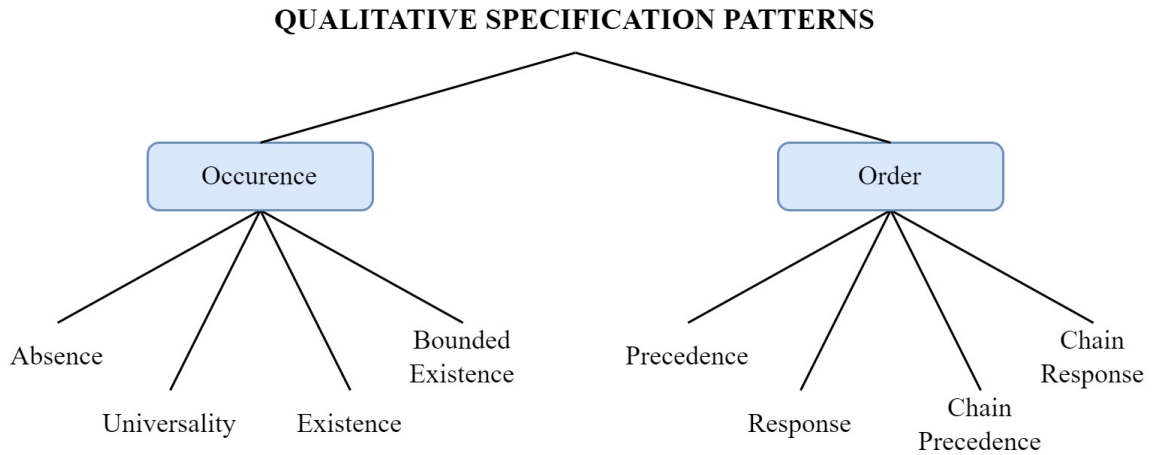 QUALITATIVE SPECIFICATION PATTERNS
Occurence
Order
Absence
Universality
Existence
Bounded
Existence
Precedence
Response
Chain
Precedence
Chain
Response